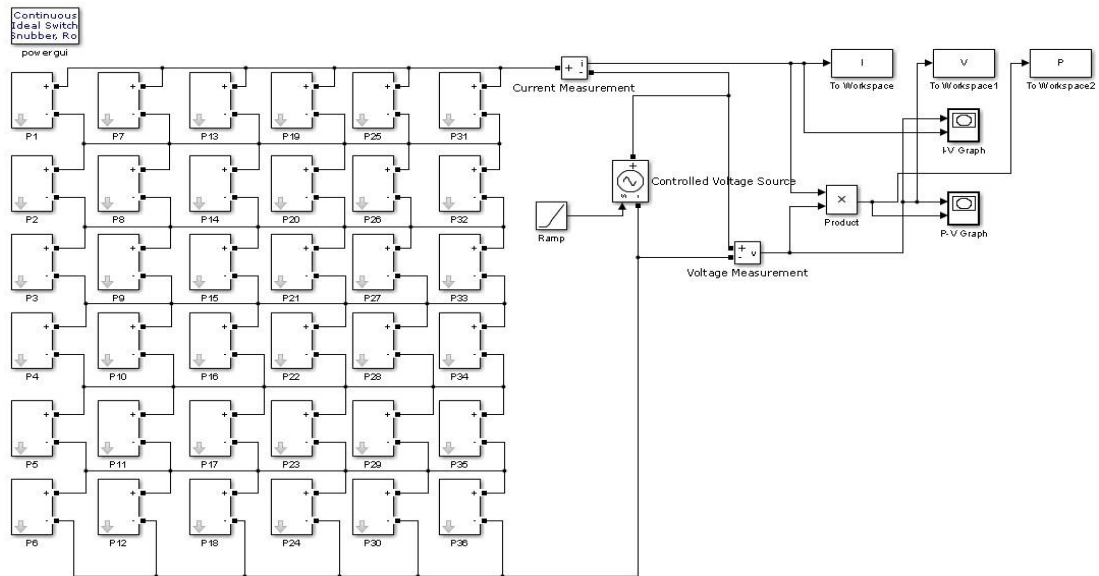 Continuous
Ideal Switch
Snubber, Ro
powergui
i
Current Measurement
I
To Workspace
V
To Workspace1
P
To Workspace2
P1
P7
P13
P19
P25
P31
I-V Graph
P2
P8
P14
P20
P26
P32
s
Controlled Voltage Source
Ramp
×
Product
P-V Graph
v
Voltage Measurement
P3
P9
P15
P21
P27
P33
P4
P10
P16
P22
P28
P34
P5
P11
P17
P23
P29
P35
P6
P12
P18
P24
P30
P36